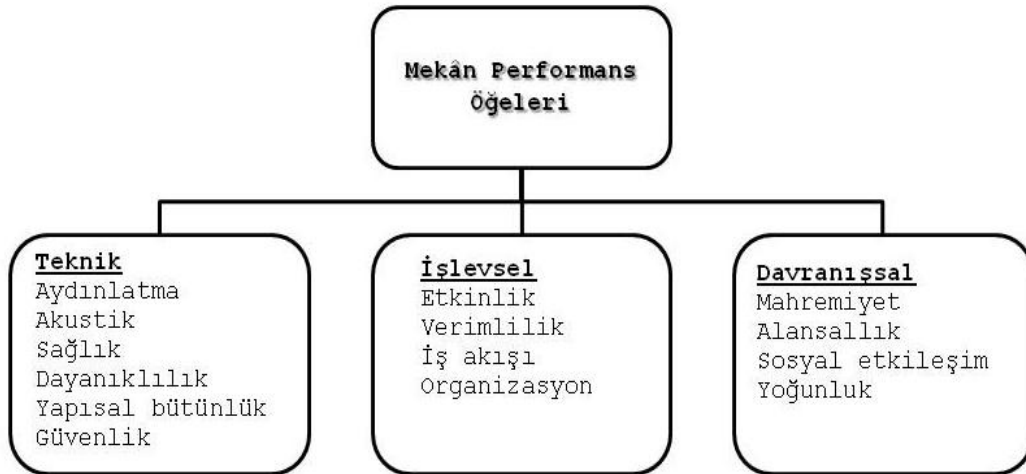 Mekân Performans
Öğeleri
Teknik
Aydınlatma
Akustik
Sağlık
Dayanıklılık
Yapısal bütünlük
Güvenlik
İşlevsel
Etkinlik
Verimlilik
İş akışı
Organizasyon
Davranışsal
Mahremiyet
Alansallık
Sosyal etkileşim
Yoğunluk